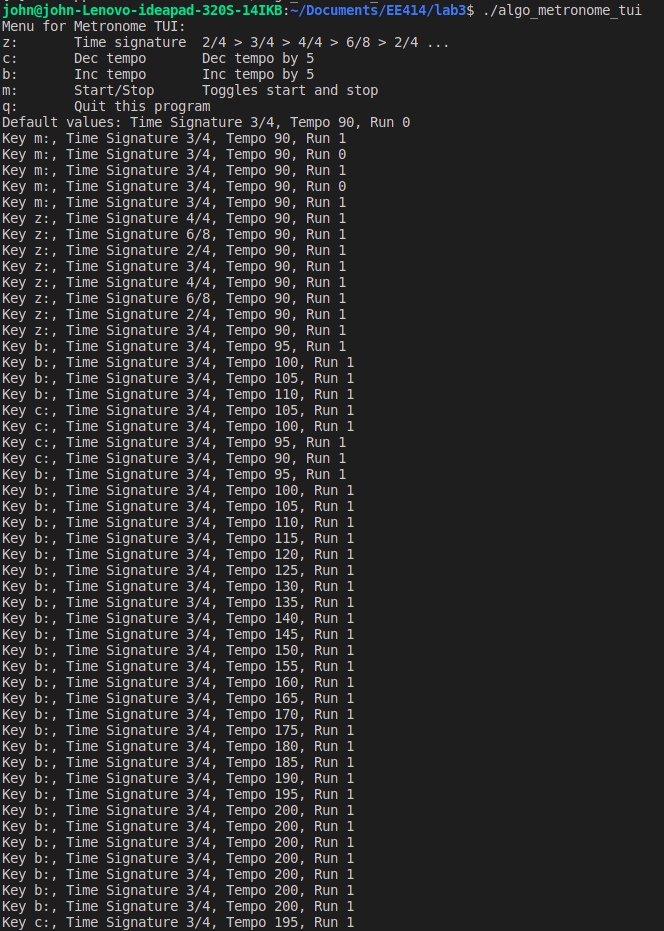 john@john-Lenovo-ideapad-320S-14IKB:~/Documents/EE414/lab3$ ./algo_metronome_tui
Menu for Metronome TUI:
z:       Time signature  2/4 > 3/4 > 4/4 > 6/8 > 2/4 ...
c:       Dec tempo       Dec tempo by 5
b:       Inc tempo       Inc tempo by 5
m:       Start/Stop      Toggles start and stop
q:       Quit this program
Default values: Time Signature 3/4, Tempo 90, Run 0
Key m:, Time Signature 3/4, Tempo 90, Run 1
Key m:, Time Signature 3/4, Tempo 90, Run 0
Key m:, Time Signature 3/4, Tempo 90, Run 1
Key m:, Time Signature 3/4, Tempo 90, Run 0
Key m:, Time Signature 3/4, Tempo 90, Run 1
Key z:, Time Signature 4/4, Tempo 90, Run 1
Key z:, Time Signature 6/8, Tempo 90, Run 1
Key z:, Time Signature 2/4, Tempo 90, Run 1
Key z:, Time Signature 3/4, Tempo 90, Run 1
Key z:, Time Signature 4/4, Tempo 90, Run 1
Key z:, Time Signature 6/8, Tempo 90, Run 1
Key z:, Time Signature 2/4, Tempo 90, Run 1
Key z:, Time Signature 3/4, Tempo 90, Run 1
Key b:, Time Signature 3/4, Tempo 95, Run 1
Key b:, Time Signature 3/4, Tempo 100, Run 1
Key b:, Time Signature 3/4, Tempo 105, Run 1
Key b:, Time Signature 3/4, Tempo 110, Run 1
Key c:, Time Signature 3/4, Tempo 105, Run 1
Key c:, Time Signature 3/4, Tempo 100, Run 1
Key c:, Time Signature 3/4, Tempo 95, Run 1
Key c:, Time Signature 3/4, Tempo 90, Run 1
Key b:, Time Signature 3/4, Tempo 95, Run 1
Key b:, Time Signature 3/4, Tempo 100, Run 1
Key b:, Time Signature 3/4, Tempo 105, Run 1
Key b:, Time Signature 3/4, Tempo 110, Run 1
Key b:, Time Signature 3/4, Tempo 115, Run 1
Key b:, Time Signature 3/4, Tempo 120, Run 1
Key b:, Time Signature 3/4, Tempo 125, Run 1
Key b:, Time Signature 3/4, Tempo 130, Run 1
Key b:, Time Signature 3/4, Tempo 135, Run 1
Key b:, Time Signature 3/4, Tempo 140, Run 1
Key b:, Time Signature 3/4, Tempo 145, Run 1
Key b:, Time Signature 3/4, Tempo 150, Run 1
Key b:, Time Signature 3/4, Tempo 155, Run 1
Key b:, Time Signature 3/4, Tempo 160, Run 1
Key b:, Time Signature 3/4, Tempo 165, Run 1
Key b:, Time Signature 3/4, Tempo 170, Run 1
Key b:, Time Signature 3/4, Tempo 175, Run 1
Key b:, Time Signature 3/4, Tempo 180, Run 1
Key b:, Time Signature 3/4, Tempo 185, Run 1
Key b:, Time Signature 3/4, Tempo 190, Run 1
Key b:, Time Signature 3/4, Tempo 195, Run 1
Key b:, Time Signature 3/4, Tempo 200, Run 1
Key b:, Time Signature 3/4, Tempo 200, Run 1
Key b:, Time Signature 3/4, Tempo 200, Run 1
Key b:, Time Signature 3/4, Tempo 200, Run 1
Key b:, Time Signature 3/4, Tempo 200, Run 1
Key b:, Time Signature 3/4, Tempo 200, Run 1
Key b:, Time Signature 3/4, Tempo 200, Run 1
Key c:, Time Signature 3/4, Tempo 195, Run 1